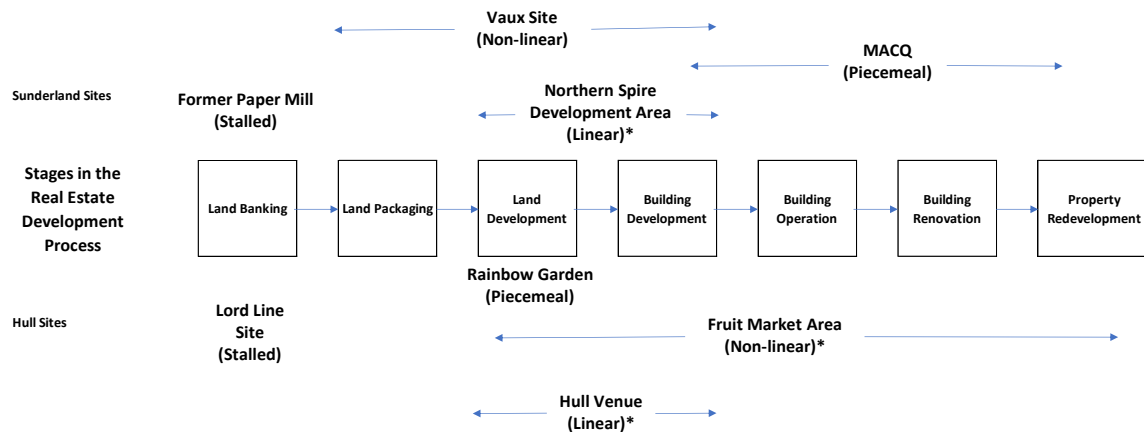 Vaux Site
(Non-linear)
MACQ
(Piecemeal)
Sunderland Sites
Former Paper Mill
(Stalled)
Northern Spire
Development Area
(Linear)*
Stages in the
Real Estate
Development
Process
Land Banking
Land Packaging
Land
Development
Building
Development
Building
Operation
Building
Renovation
Property
Redevelopment
Rainbow Garden
(Piecemeal)
Hull Sites
Lord Line
Site
(Stalled)
Fruit Market Area
(Non-linear)*
Hull Venue
(Linear)*